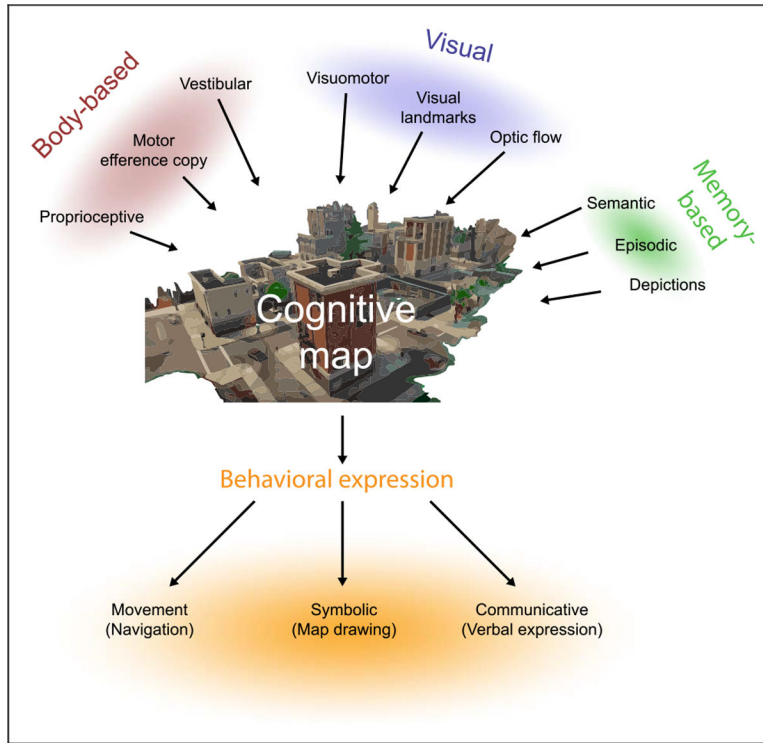 Body-based
Vestibular
Motor
efference copy
Proprioceptive
Visual
Visuomotor
Visual
landmarks
Optic flow
Memory-
based
Semantic
Episodic
Depictions
Cognitive
map
Behavioral expression
Movement
(Navigation)
Symbolic
(Map drawing)
Communicative
(Verbal expression)